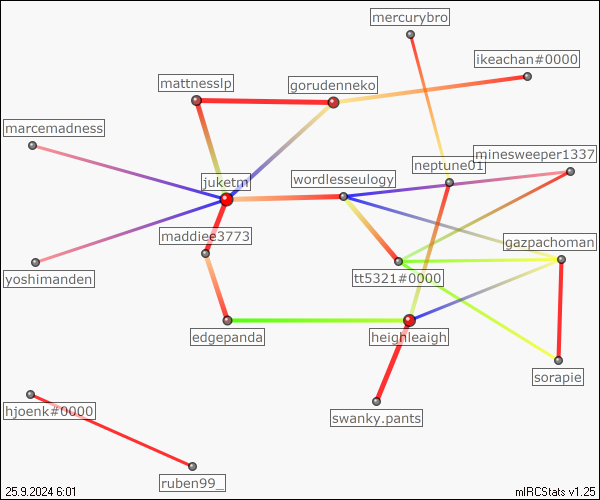 mercurybro
ikeachan#0000
mattnesslp
gorudenneko
marcemadness
minesweeper1337
neptune01
juketm
wordlesseulogy
maddiee3773
gazpachoman
yoshimanden
tt5321#0000
edgepanda
heighleaigh
sorapie
hjoenk#0000
swanky.pants
ruben99_
25.9.2024 6:01
mIRCStats v1.25